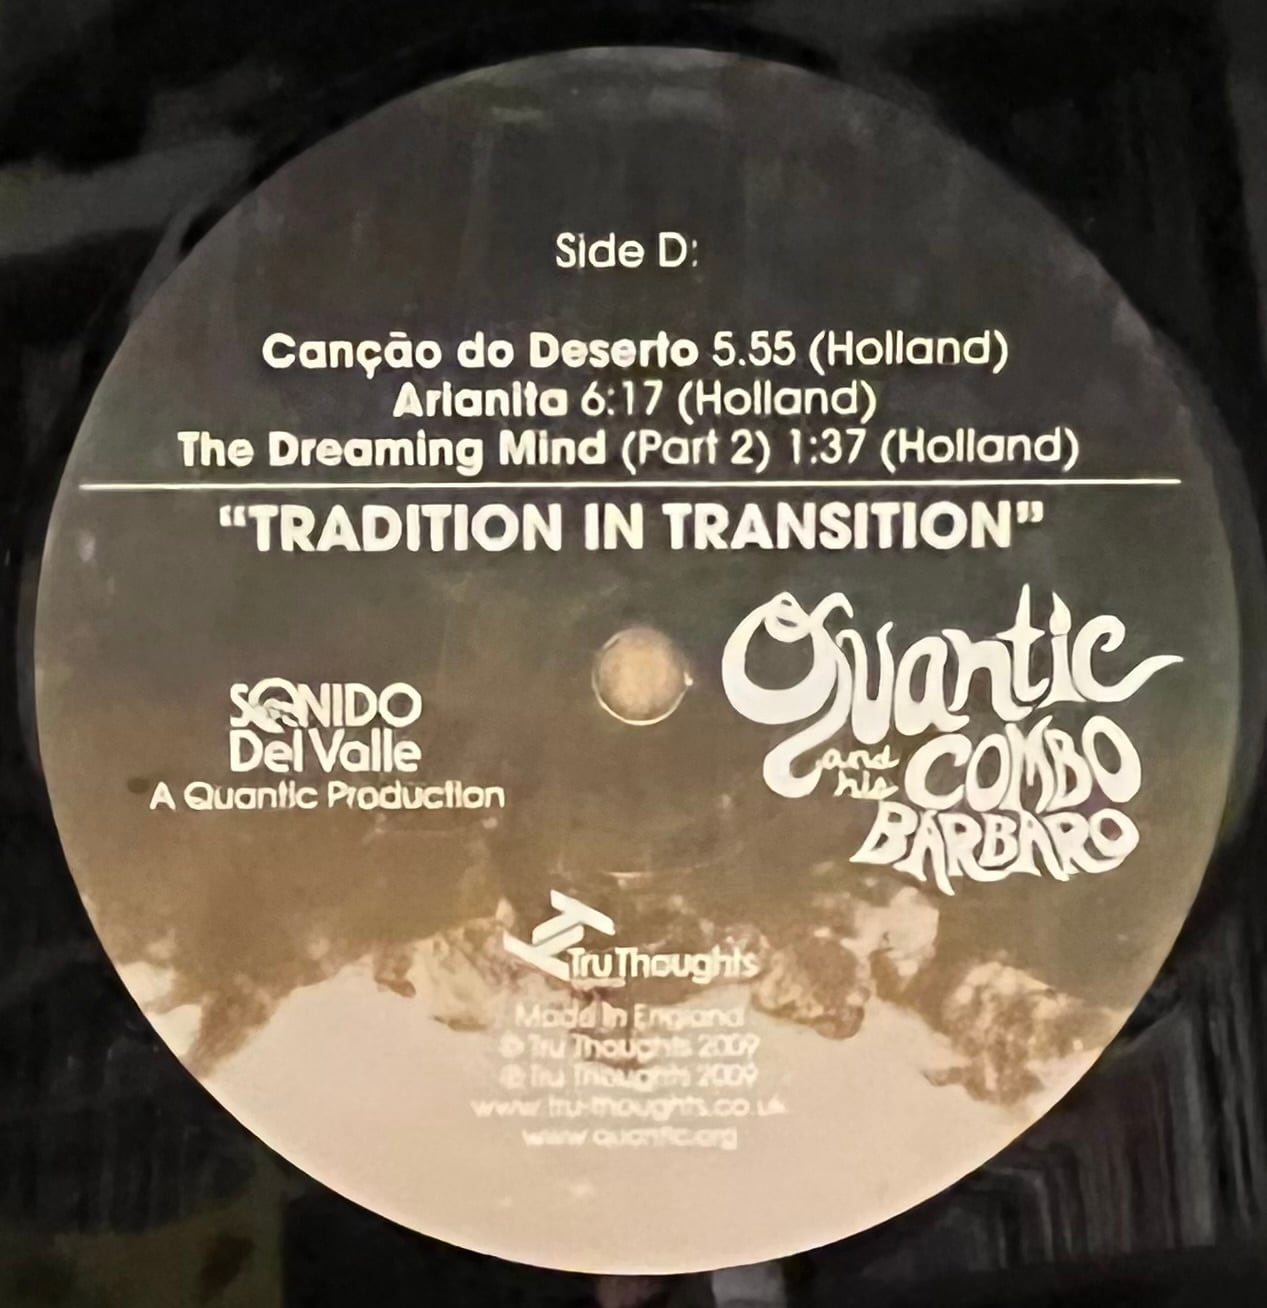 Side D:
Canção do Deserto 5.55 (Holland)
Arianita 6:17 (Holland)
The Dreaming Mind (Part 2) 1:37 (Holland)
“TRADITION IN TRANSITION”
Quantic
and his COMBO
BÁRBARO
SONIDO
Del Valle
A Quantic Production
TruThoughts
Made In England
℗ Tru Thoughts 2009
© Tru Thoughts 2009
www.tru-thoughts.co.uk
www.quantic.org